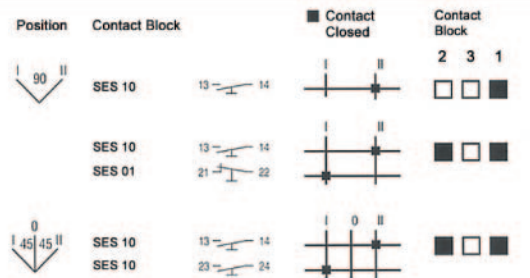 Position Contact Block Contact Closed Contact Block
2 3 1
I 90 II SES 10 13 14 I II
SES 10 13 14 I II
SES 01 21 22
0
I 45 45 II SES 10 13 14 I 0 II
SES 10 23 24